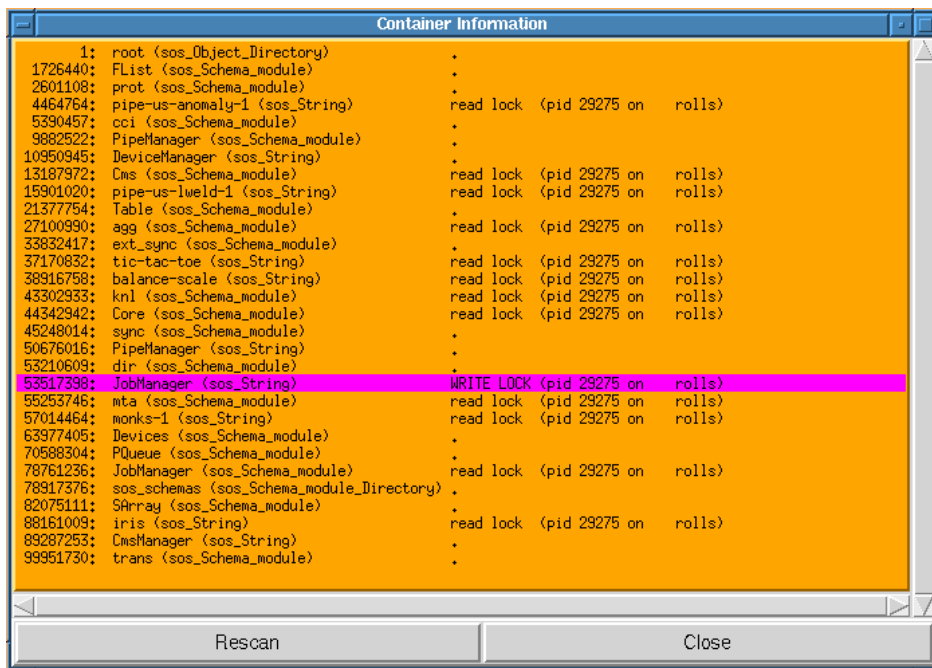 Container Information
1: root (sos_Object_Directory) .
1726440: FList (sos_Schema_module) .
2601108: prot (sos_Schema_module) .
4464764: pipe-us-anomaly-1 (sos_String) read lock (pid 29275 on rolls)
5390457: cci (sos_Schema_module) .
9882522: PipeManager (sos_Schema_module) .
10950945: DeviceManager (sos_String) .
13187972: Cms (sos_Schema_module) read lock (pid 29275 on rolls)
15901020: pipe-us-lweld-1 (sos_String) read lock (pid 29275 on rolls)
21377754: Table (sos_Schema_module) .
27100990: agg (sos_Schema_module) read lock (pid 29275 on rolls)
33832417: ext_sync (sos_Schema_module) .
37170832: tic-tac-toe (sos_String) read lock (pid 29275 on rolls)
38916758: balance-scale (sos_String) read lock (pid 29275 on rolls)
43302933: knl (sos_Schema_module) read lock (pid 29275 on rolls)
44342942: Core (sos_Schema_module) read lock (pid 29275 on rolls)
45248014: sync (sos_Schema_module) .
50676016: PipeManager (sos_String) .
53210609: dir (sos_Schema_module) .
53517398: JobManager (sos_String) WRITE LOCK (pid 29275 on rolls)
55253746: mta (sos_Schema_module) read lock (pid 29275 on rolls)
57014464: monks-1 (sos_String) read lock (pid 29275 on rolls)
63977405: Devices (sos_Schema_module) .
70588304: PQueue (sos_Schema_module) .
78761236: JobManager (sos_Schema_module) read lock (pid 29275 on rolls)
78917376: sos_schemas (sos_Schema_module_Directory) .
82075111: SArray (sos_Schema_module) .
88161009: iris (sos_String) read lock (pid 29275 on rolls)
89287253: CmsManager (sos_String) .
99951730: trans (sos_Schema_module) .
Rescan Close